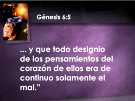 Génesis 6:5
... y que todo designio
de los pensamientos del
corazón de ellos era de
continuo solamente el
mal.”